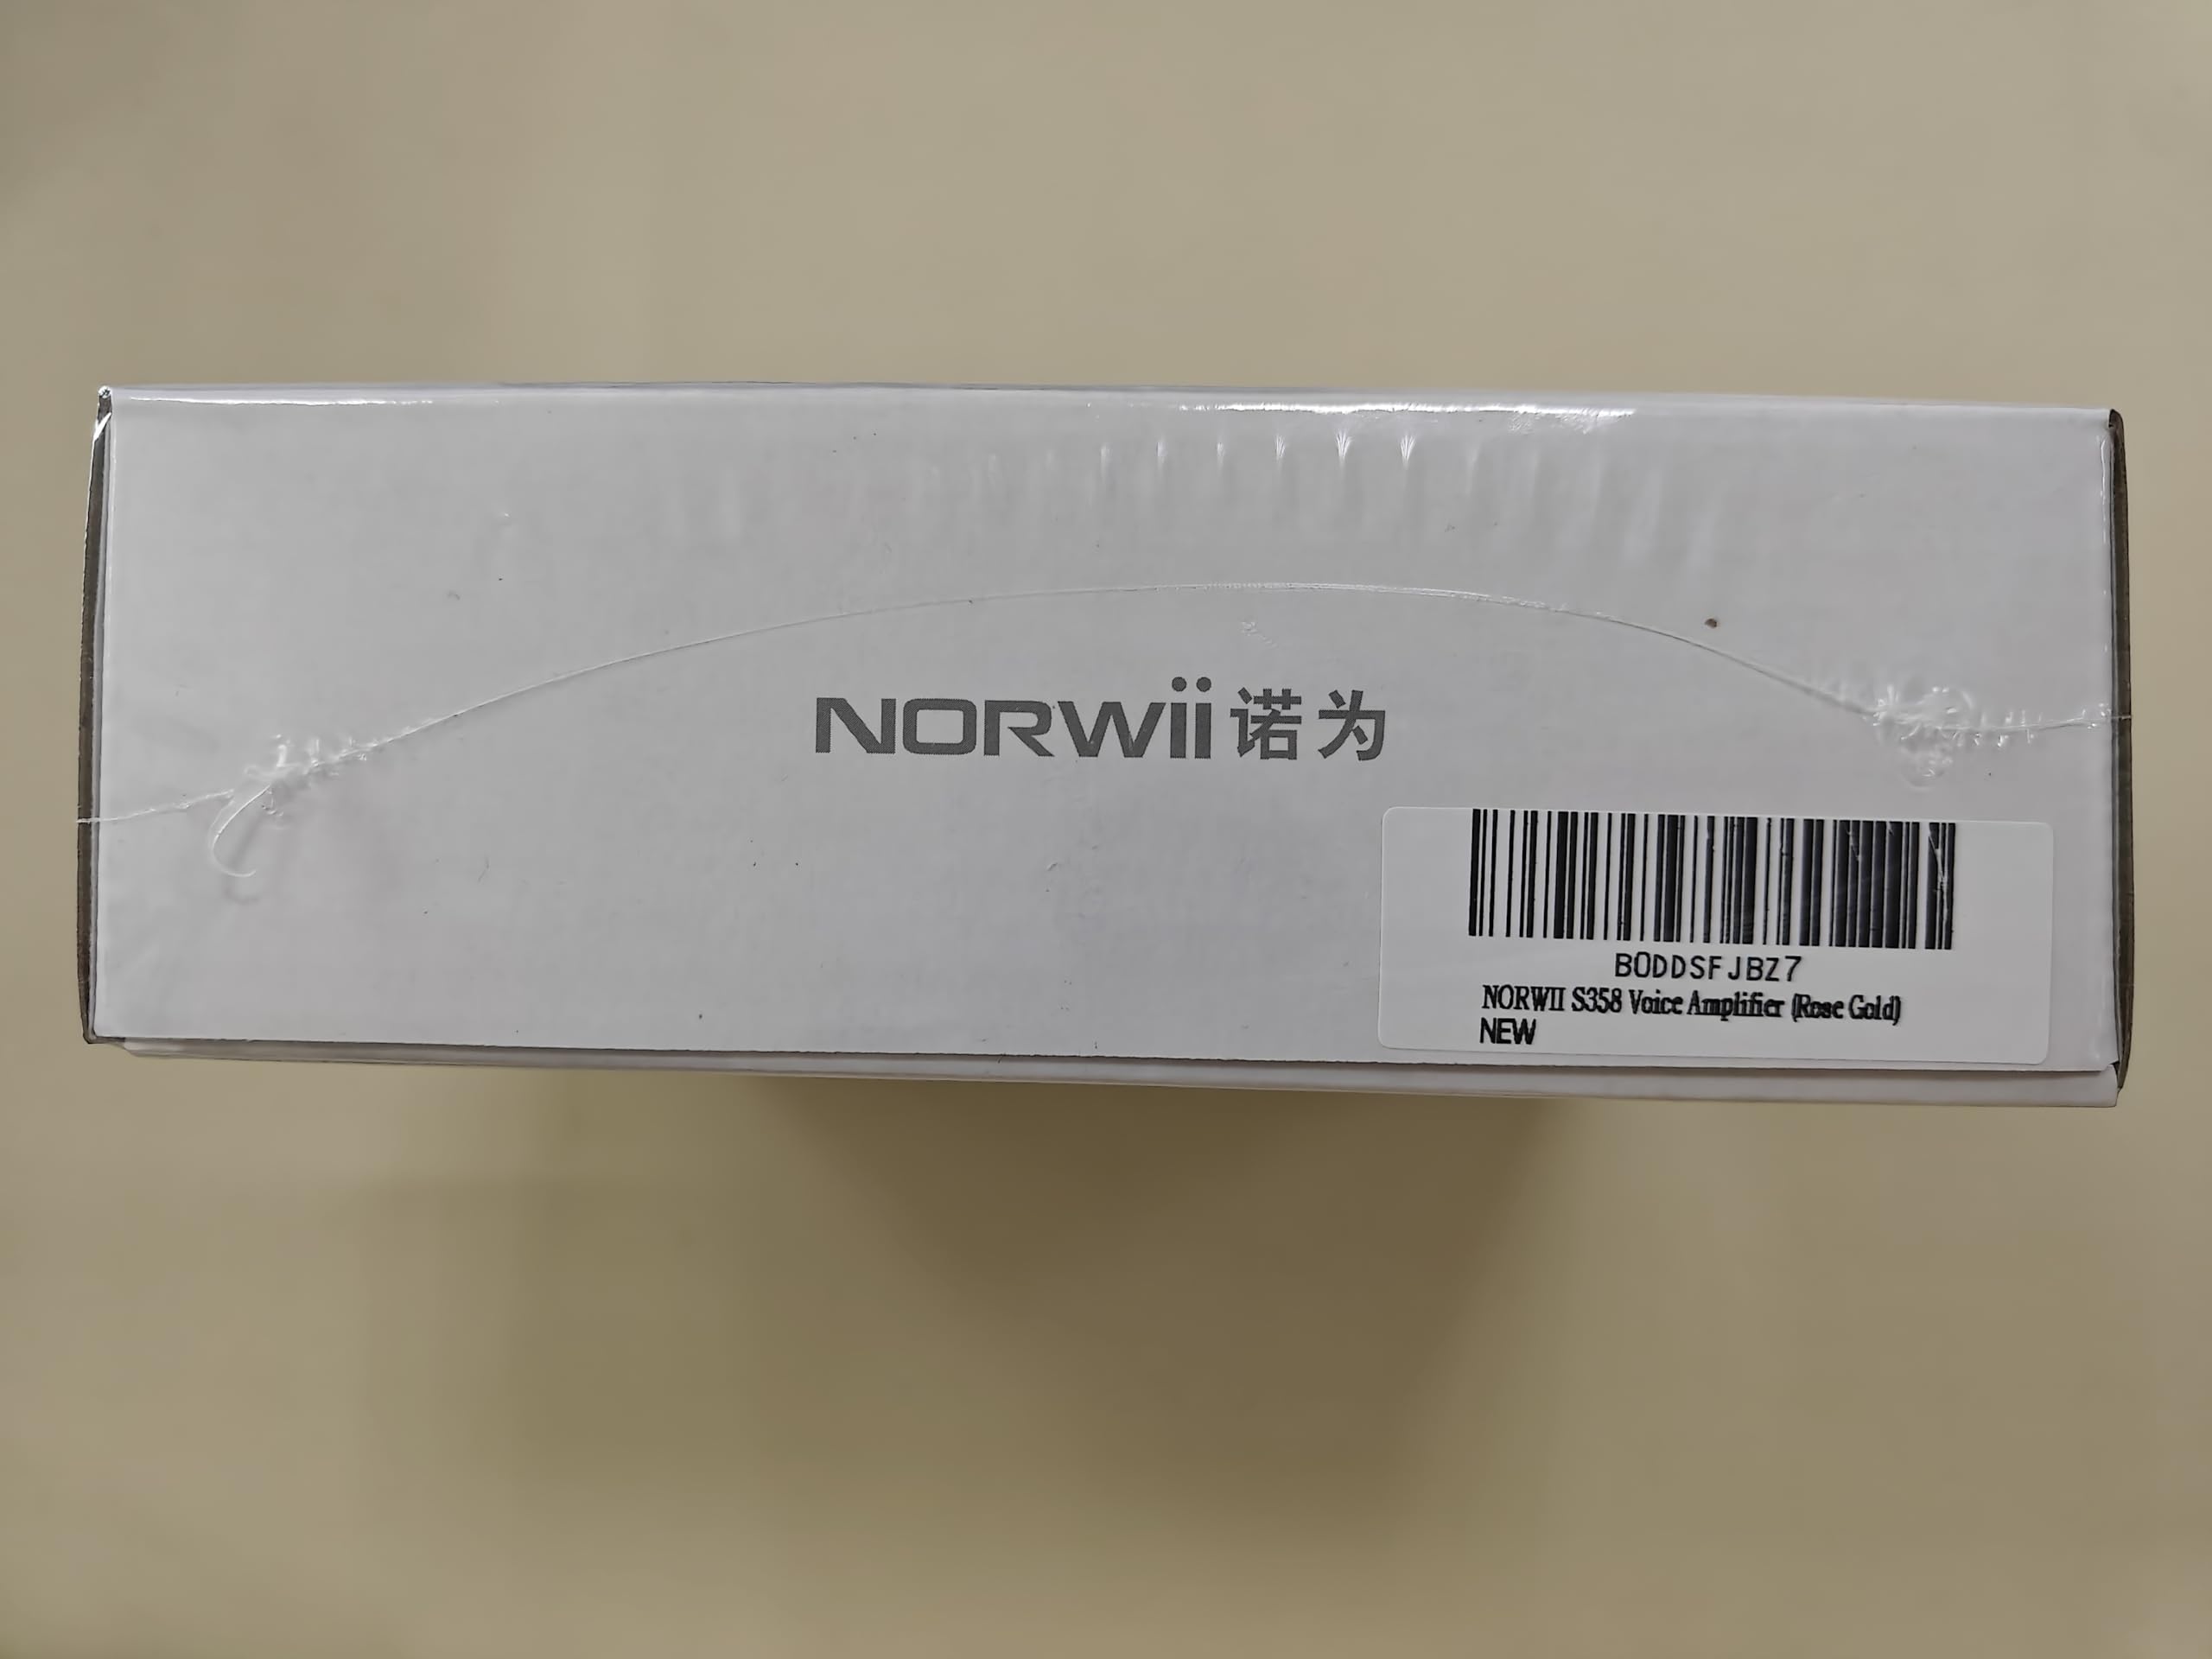 NORWii 诺为
B0DDSFJBZ7
NORWII S358 Voice Amplifier (Rose Gold)
NEW